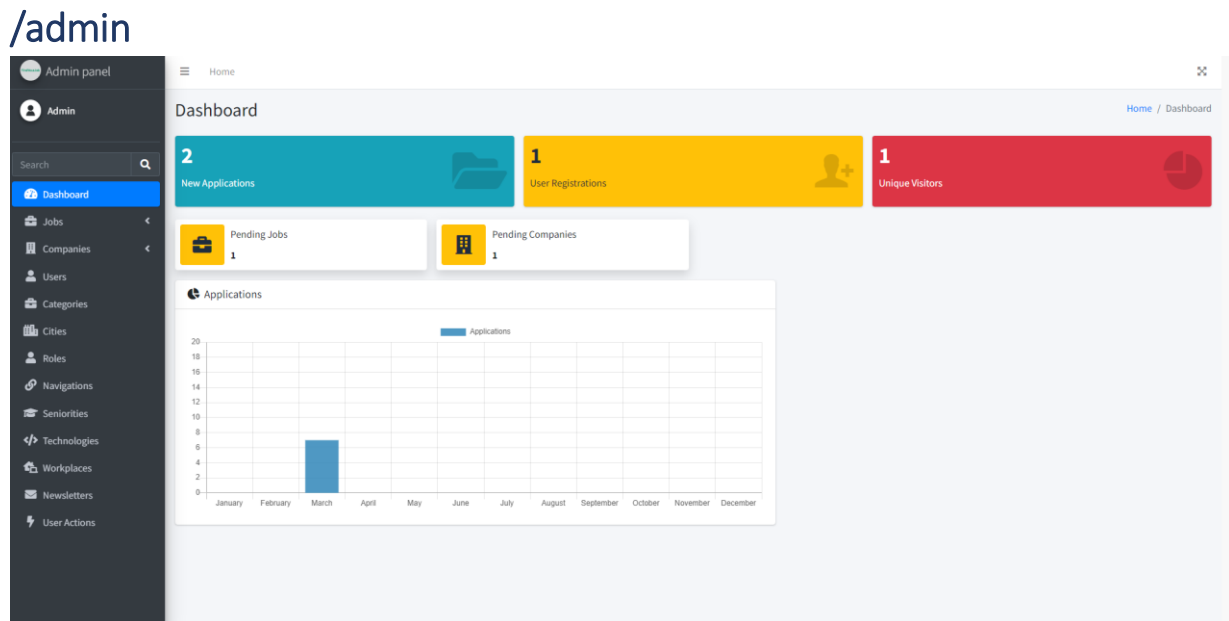 /admin
Admin panel
Home
Admin
Dashboard
Home / Dashboard
Search
2
New Applications
1
User Registrations
1
Unique Visitors
Dashboard
Jobs
Companies
Users
Categories
Cities
Roles
Navigations
Seniorities
Technologies
Workplaces
Newsletters
User Actions
Pending Jobs
1
Pending Companies
1
Applications
Applications
20
18
16
14
12
10
8
6
4
2
0
January February March April May June July August September October November December